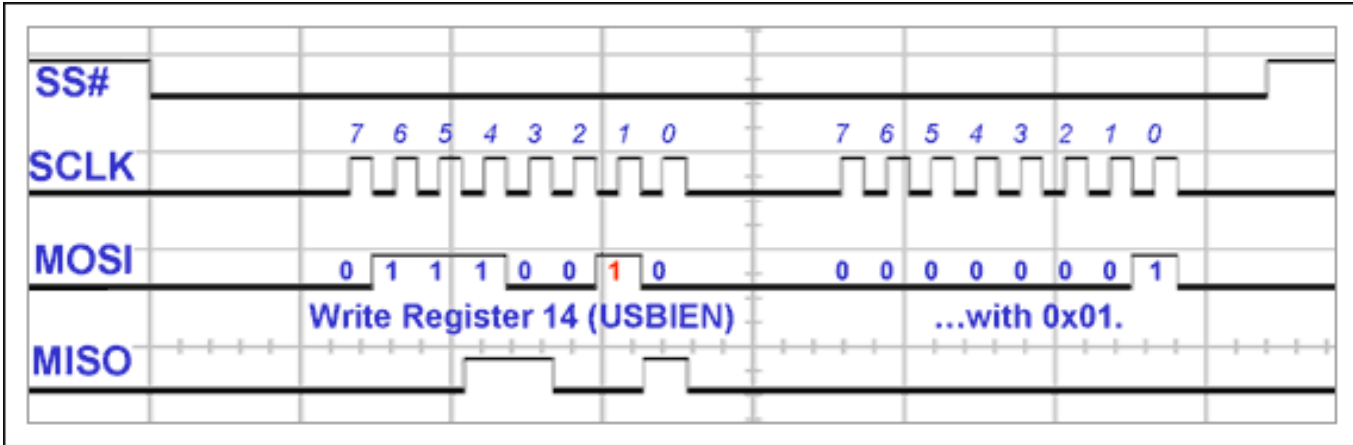 SS#
7 6 5 4 3 2 1 0 7 6 5 4 3 2 1 0
SCLK
MOSI 0 1 1 1 0 0 1 0 0 0 0 0 0 0 0 1
Write Register 14 (USBIEN) ...with 0x01.
MISO